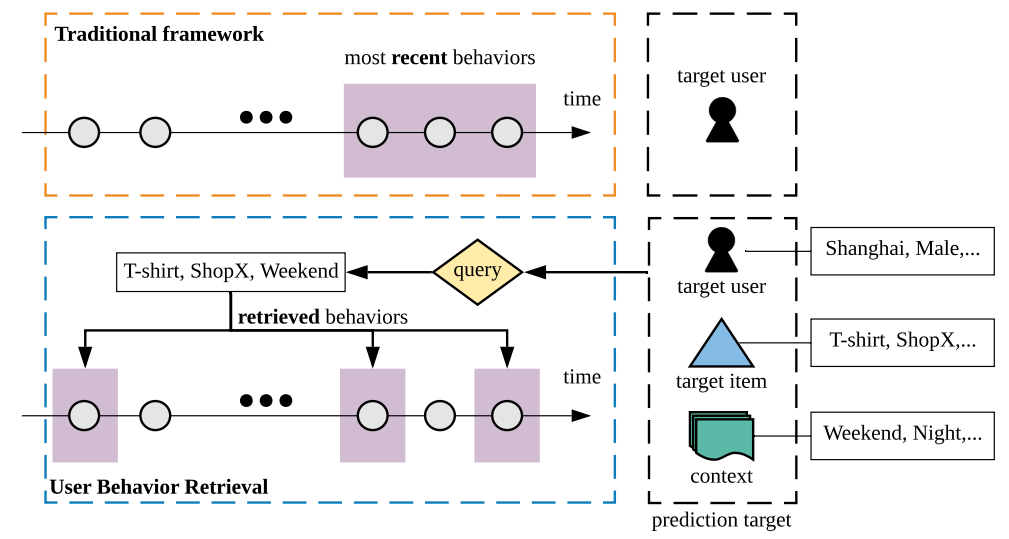 Traditional framework
most recent behaviors
time
target user
T-shirt, ShopX, Weekend
query
retrieved behaviors
time
User Behavior Retrieval
target user
Shanghai, Male,...
target item
T-shirt, ShopX,...
context
Weekend, Night,...
prediction target